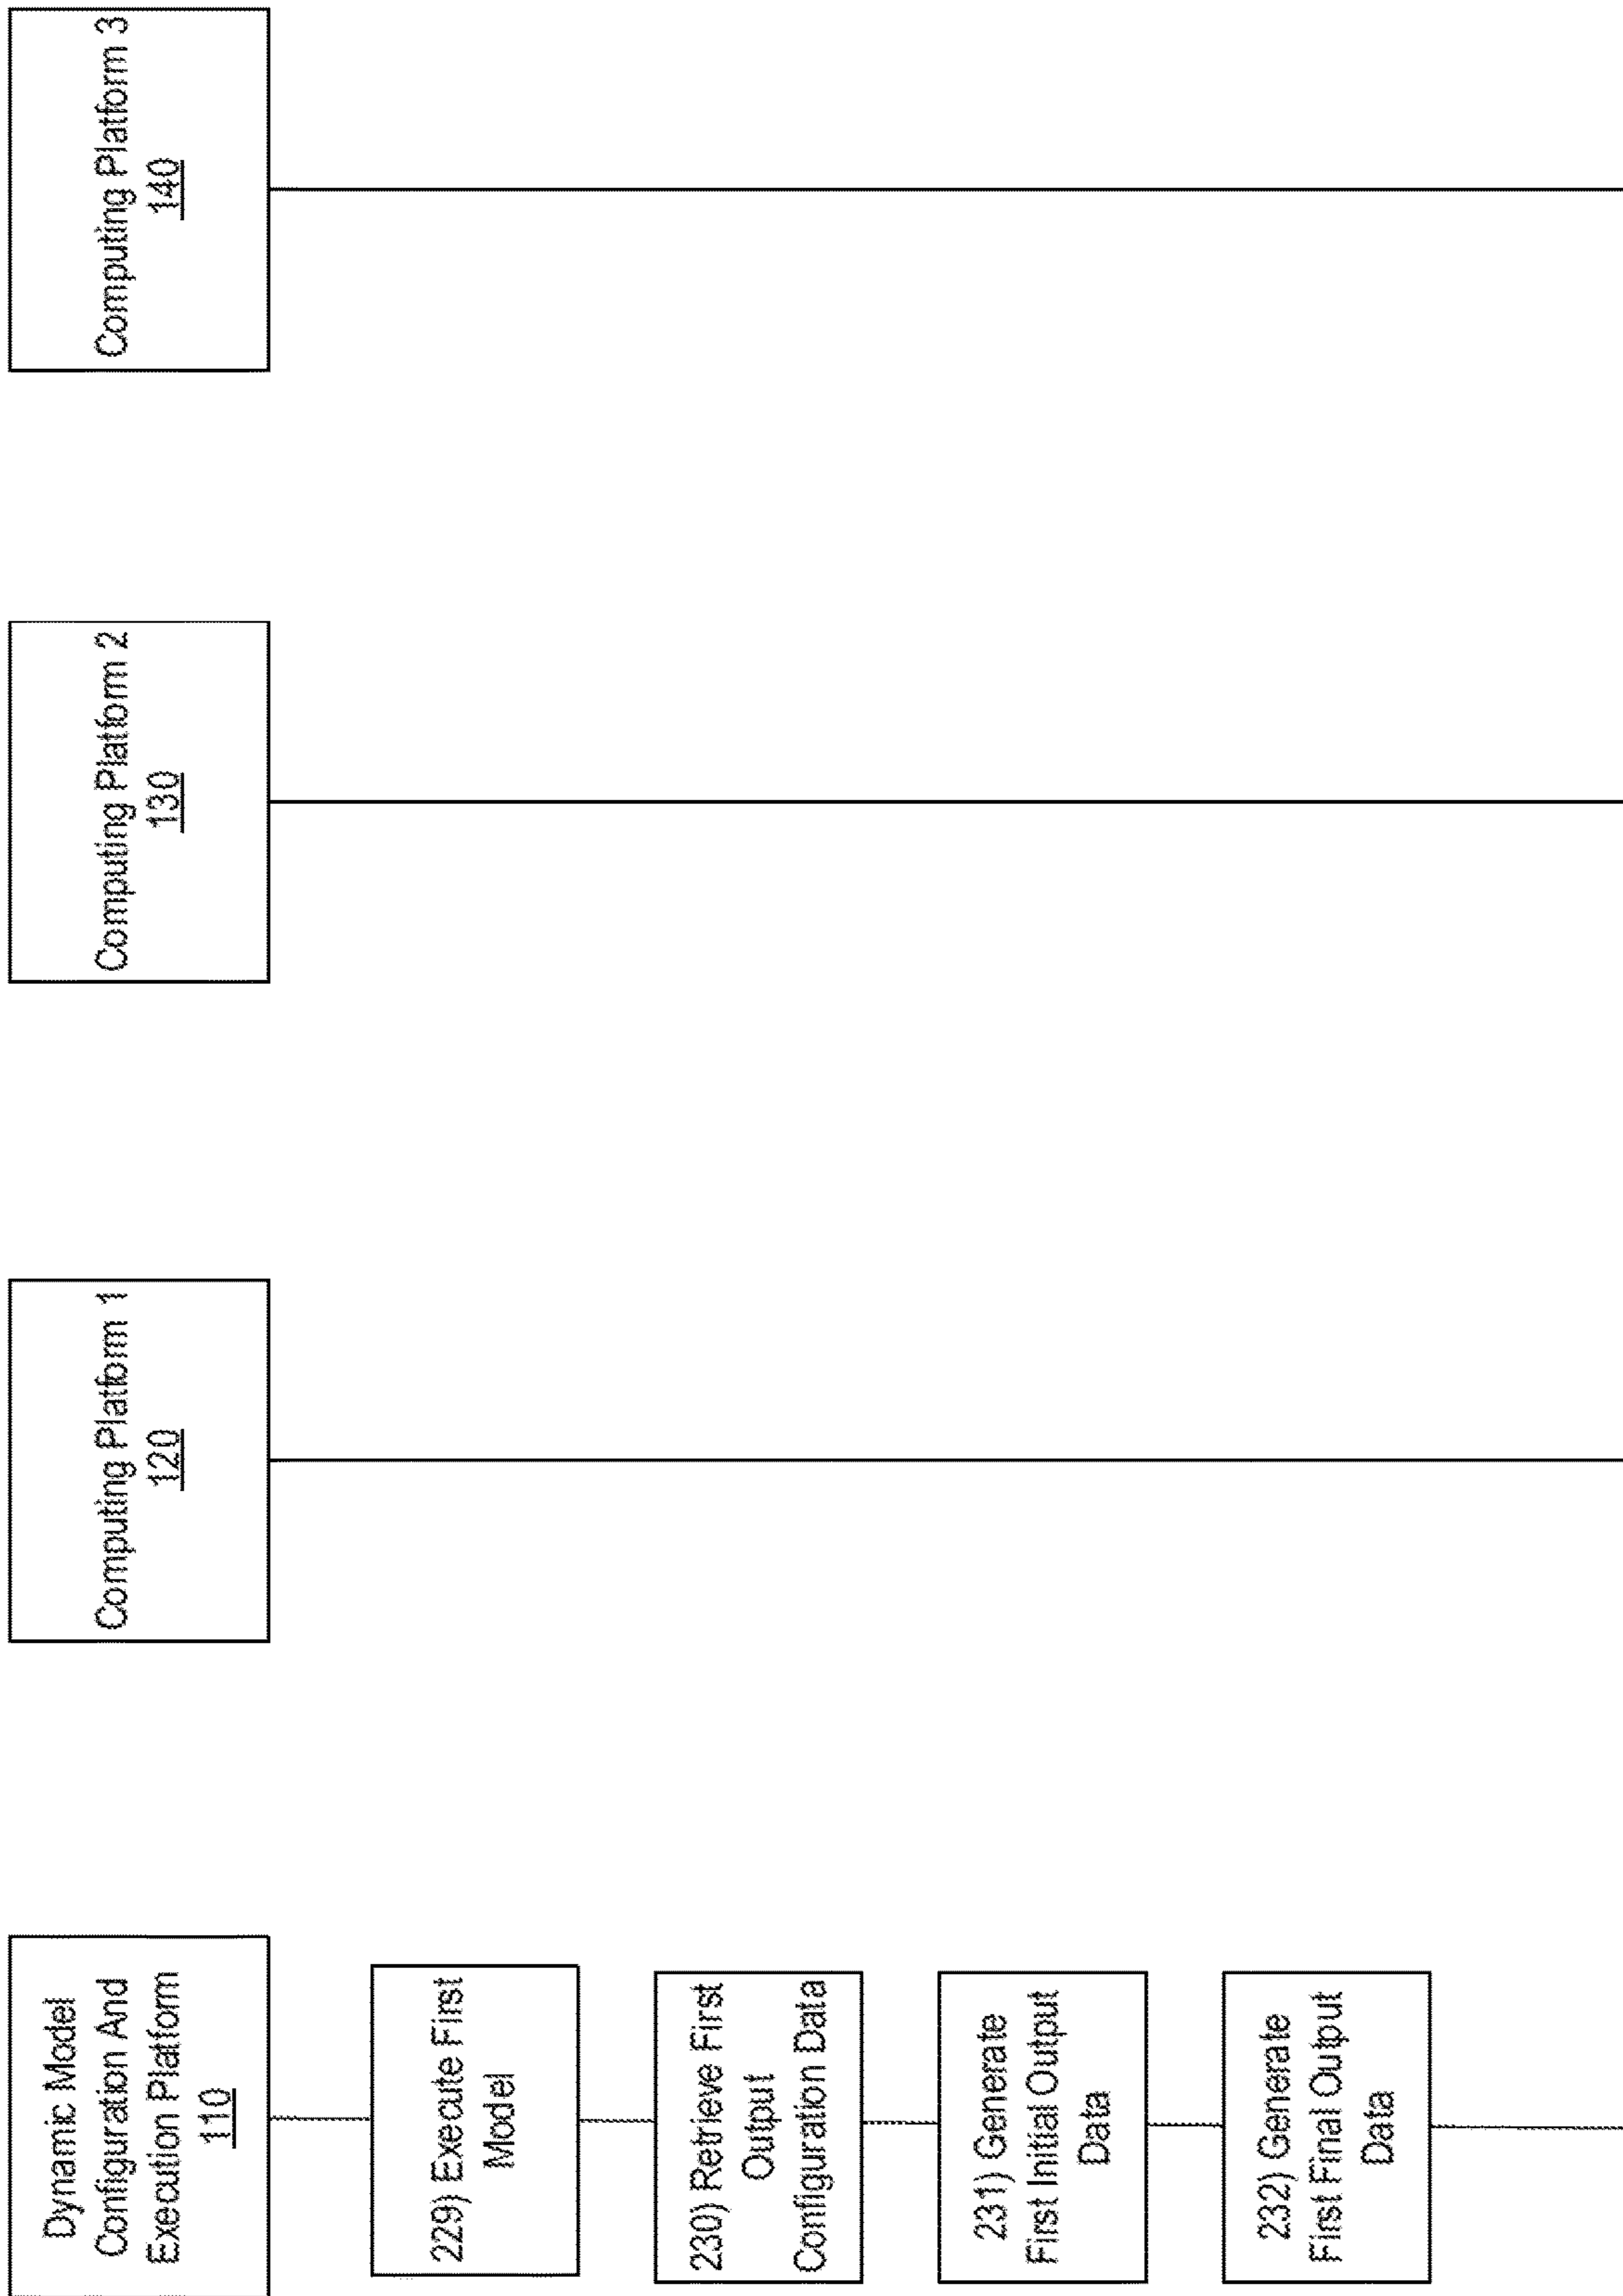 Dynamic Model
Configuration And
Execution Platform
110
Computing Platform 1
120
Computing Platform 2
130
Computing Platform 3
140
229) Execute First
Model
230) Retrieve First
Output
Configuration Data
231) Generate
First Initial Output
Data
232) Generate
First Final Output
Data